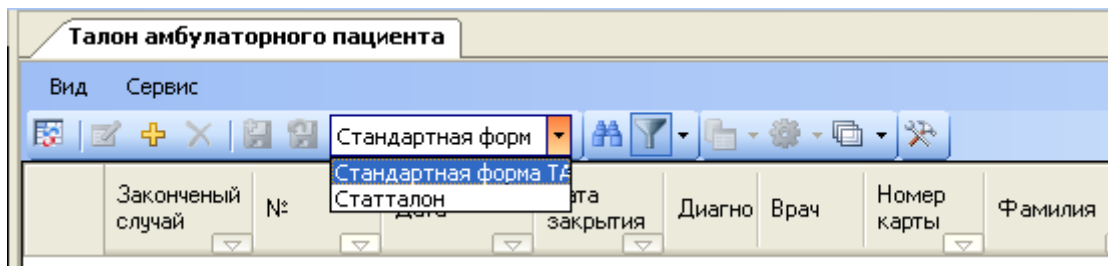 Талон амбулаторного пациента
Вид Сервис
Стандартная форм
Стандартная форма ТА
Статталон
Законченый случай
№
Дата
ата закрытия
Диагно
Врач
Номер карты
Фамилия